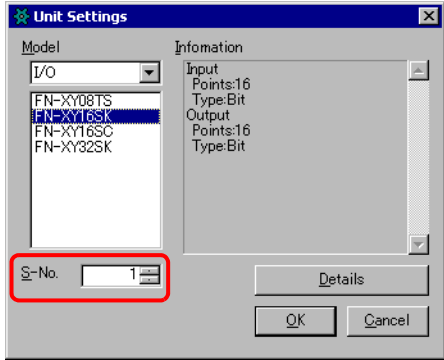 Unit Settings
Model
I/O
FN-XY08TS
FN-XY16SK
FN-XY16SC
FN-XY32SK
Infomation
Input
Points:16
Type:Bit
Output
Points:16
Type:Bit
S-No.
1
Details
OK
Cancel